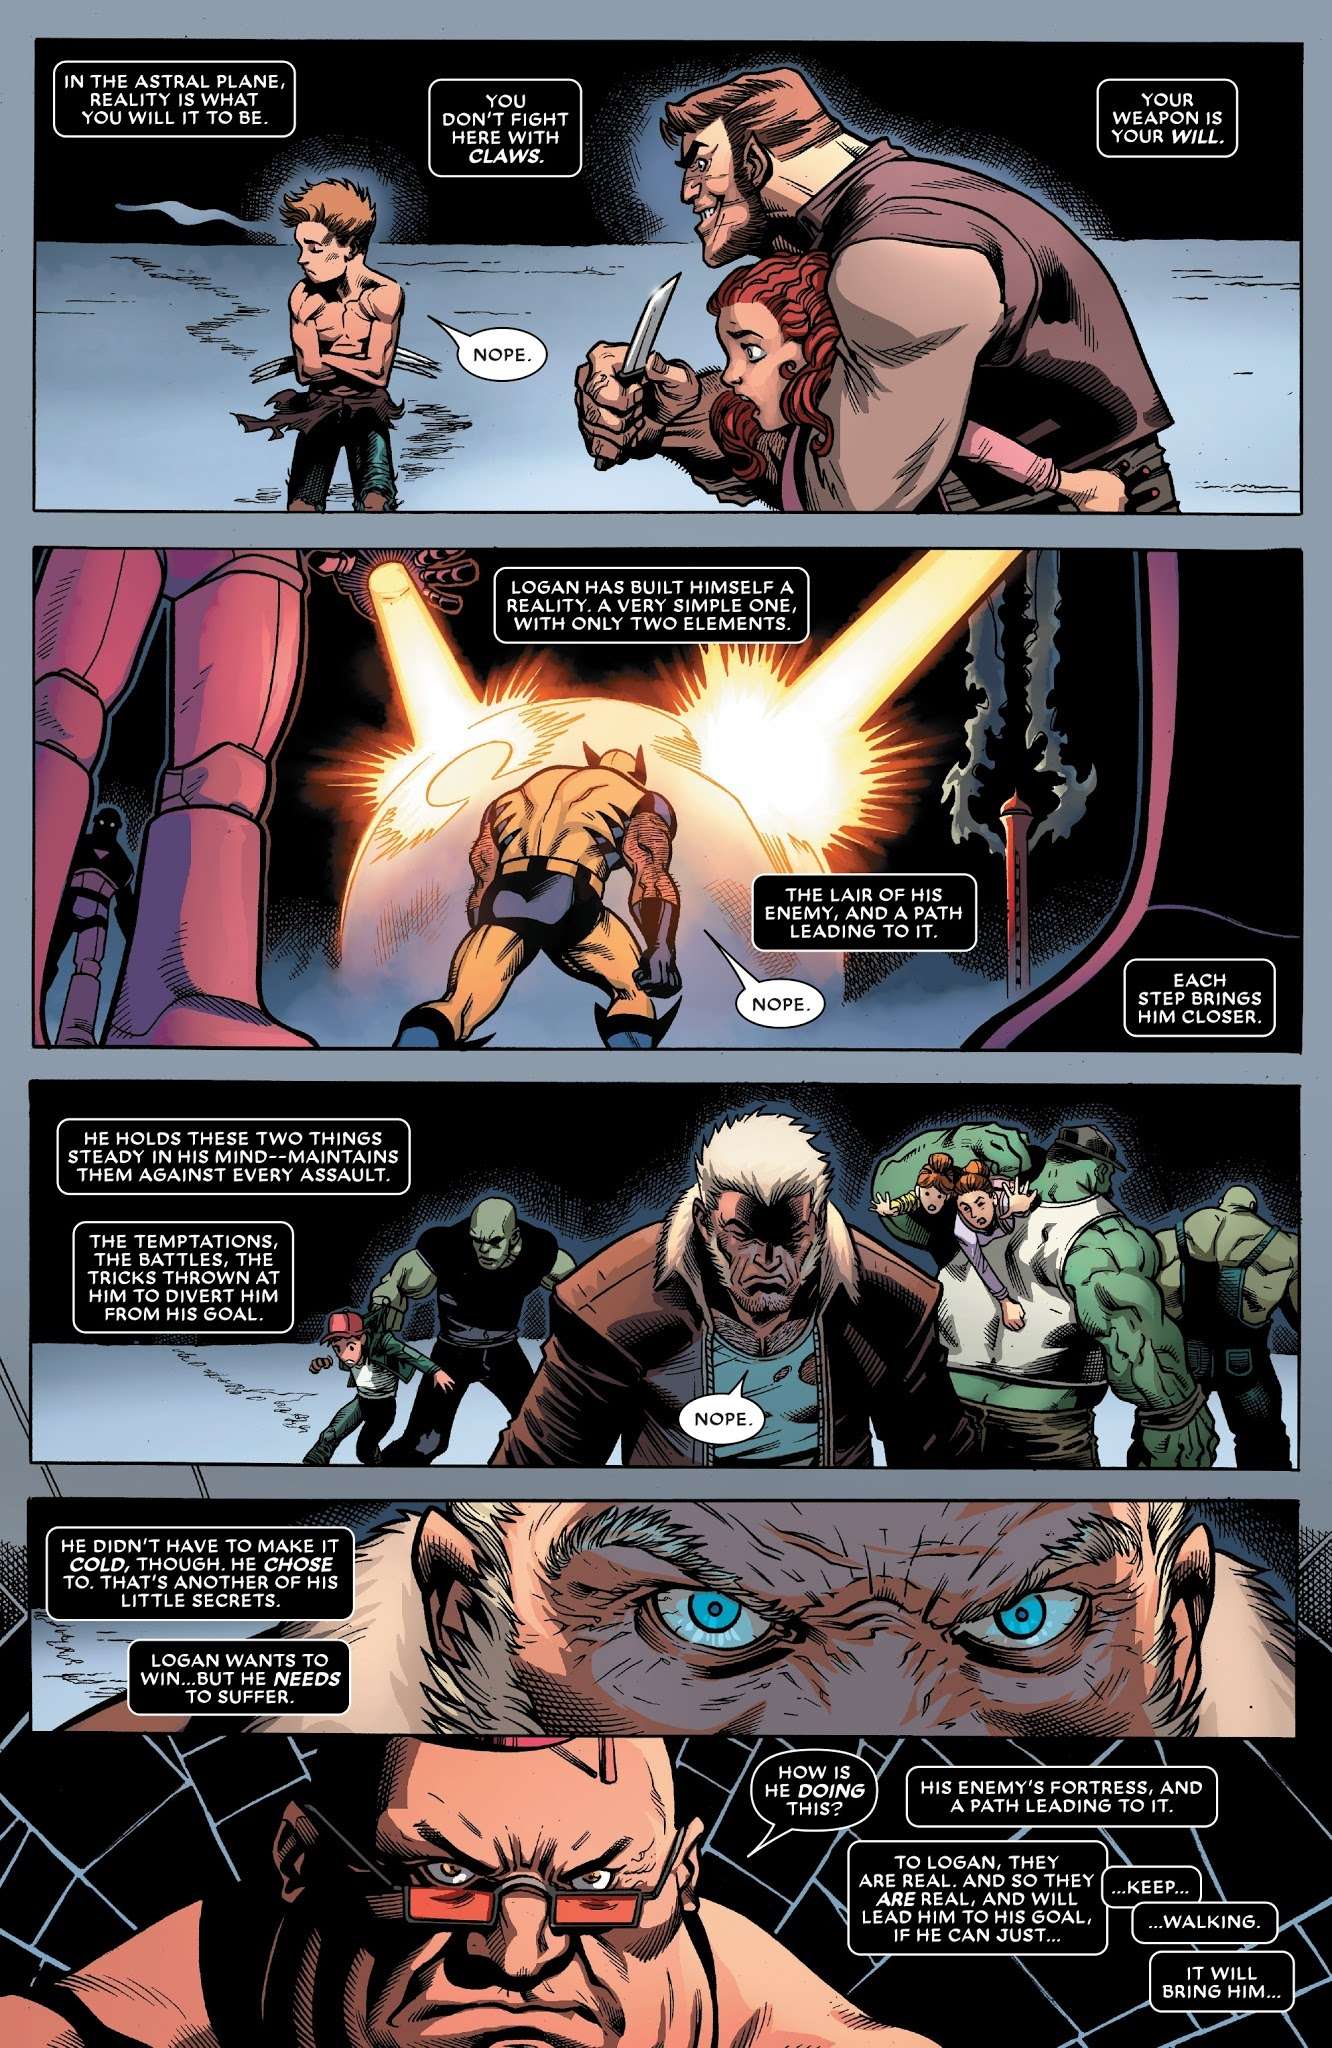 IN THE ASTRAL PLANE,
REALITY IS WHAT
YOU WILL IT TO BE.
YOU
DON'T FIGHT
HERE WITH
CLAWS.
YOUR
WEAPON IS
YOUR WILL.
NOPE.
LOGAN HAS BUILT HIMSELF A
REALITY. A VERY SIMPLE ONE,
WITH ONLY TWO ELEMENTS.
THE LAIR OF HIS
ENEMY, AND A PATH
LEADING TO IT.
NOPE.
EACH
STEP BRINGS
HIM CLOSER.
HE HOLDS THESE TWO THINGS
STEADY IN HIS MIND--MAINTAINS
THEM AGAINST EVERY ASSAULT.
THE TEMPTATIONS,
THE BATTLES, THE
TRICKS THROWN AT
HIM TO DIVERT HIM
FROM HIS GOAL.
NOPE.
HE DIDN'T HAVE TO MAKE IT
COLD, THOUGH. HE CHOSE
TO. THAT'S ANOTHER OF HIS
LITTLE SECRETS.
LOGAN WANTS TO
WIN...BUT HE NEEDS
TO SUFFER.
HOW IS
HE DOING
THIS?
HIS ENEMY'S FORTRESS, AND
A PATH LEADING TO IT.
TO LOGAN, THEY
ARE REAL. AND SO THEY
ARE REAL, AND WILL
LEAD HIM TO HIS GOAL,
IF HE CAN JUST...
...KEEP...
...WALKING.
IT WILL
BRING HIM...